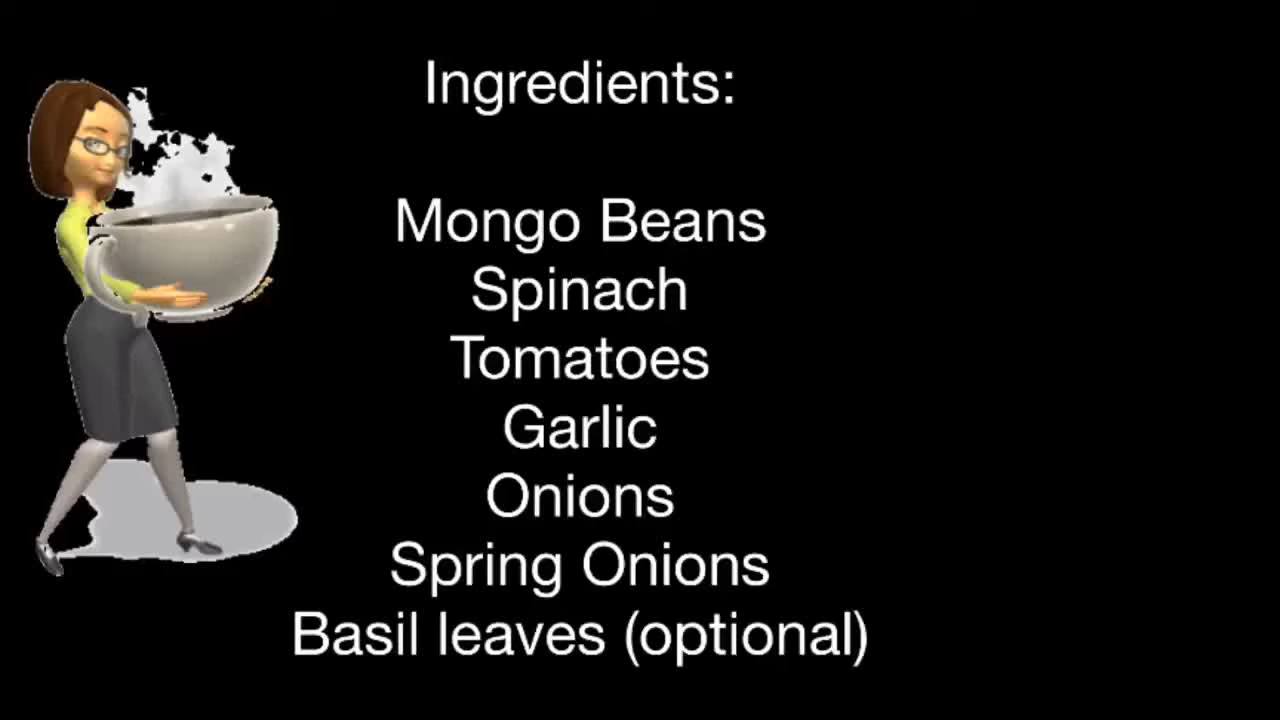 Ingredients:
Mongo Beans
Spinach
Tomatoes
Garlic
Onions
Spring Onions
Basil leaves (optional)